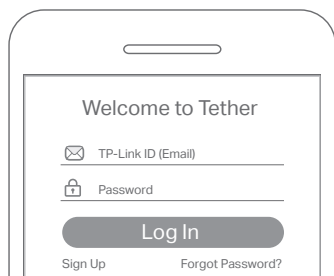 Welcome to Tether
TP-Link ID (Email)
Password
Log In
Sign Up Forgot Password?